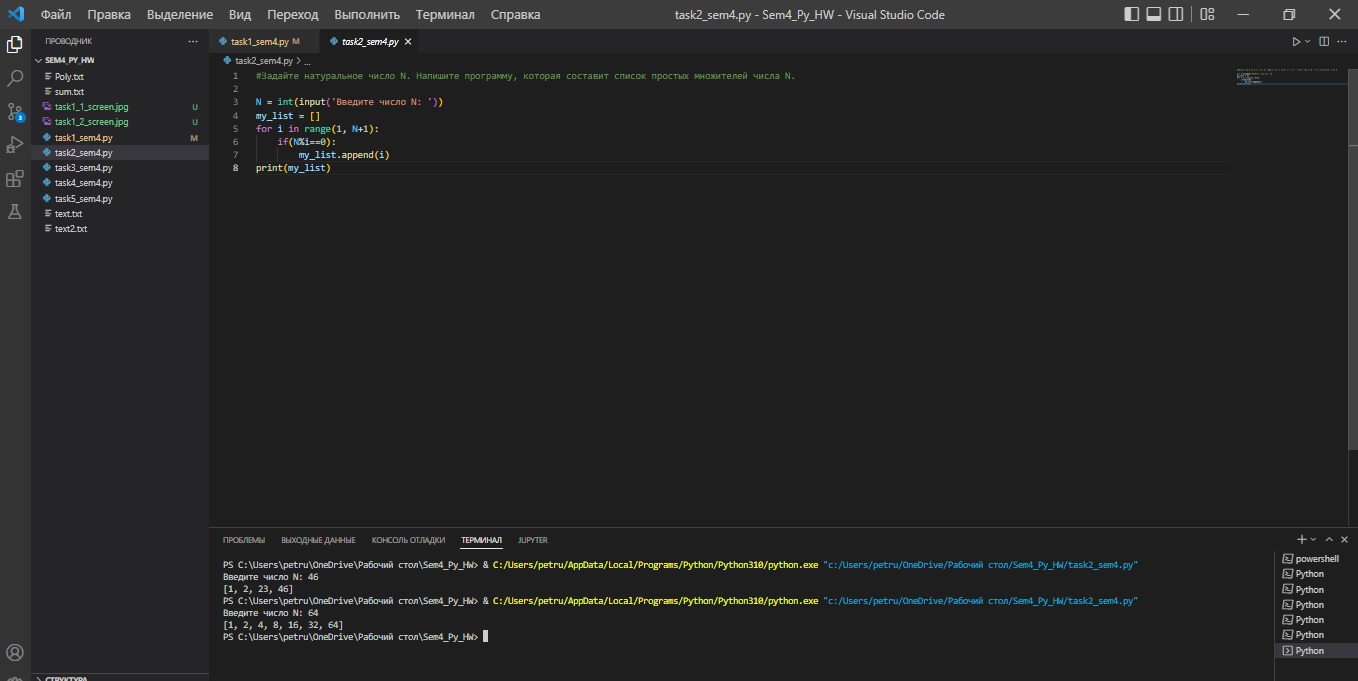 Файл Правка Выделение Вид Переход Выполнить Терминал Справка task2_sem4.py - Sem4_Py_HW - Visual Studio Code
ПРОВОДНИК ...
SEM4_PY_HW
Poly.txt
sum.txt
task1_1_screen.jpg U
task1_2_screen.jpg U
task1_sem4.py M
task2_sem4.py
task3_sem4.py
task4_sem4.py
task5_sem4.py
text.txt
text2.txt
СТРУКТУРА
3
task1_sem4.py M task2_sem4.py
task2_sem4.py > ...
1 #Задайте натуральное число N. Напишите программу, которая составит список простых множителей числа N.
2
3 N = int(input('Введите число N: '))
4 my_list = []
5 for i in range(1, N+1):
6     if(N%i==0):
7         my_list.append(i)
8 print(my_list)
ПРОБЛЕМЫ ВЫХОДНЫЕ ДАННЫЕ КОНСОЛЬ ОТЛАДКИ ТЕРМИНАЛ JUPYTER
PS C:\Users\petru\OneDrive\Рабочий стол\Sem4_Py_HW> & C:/Users/petru/AppData/Local/Programs/Python/Python310/python.exe "c:/Users/petru/OneDrive/Рабочий стол/Sem4_Py_HW/task2_sem4.py"
Введите число N: 46
[1, 2, 23, 46]
PS C:\Users\petru\OneDrive\Рабочий стол\Sem4_Py_HW> & C:/Users/petru/AppData/Local/Programs/Python/Python310/python.exe "c:/Users/petru/OneDrive/Рабочий стол/Sem4_Py_HW/task2_sem4.py"
Введите число N: 64
[1, 2, 4, 8, 16, 32, 64]
PS C:\Users\petru\OneDrive\Рабочий стол\Sem4_Py_HW>
powershell
Python
Python
Python
Python
Python
Python